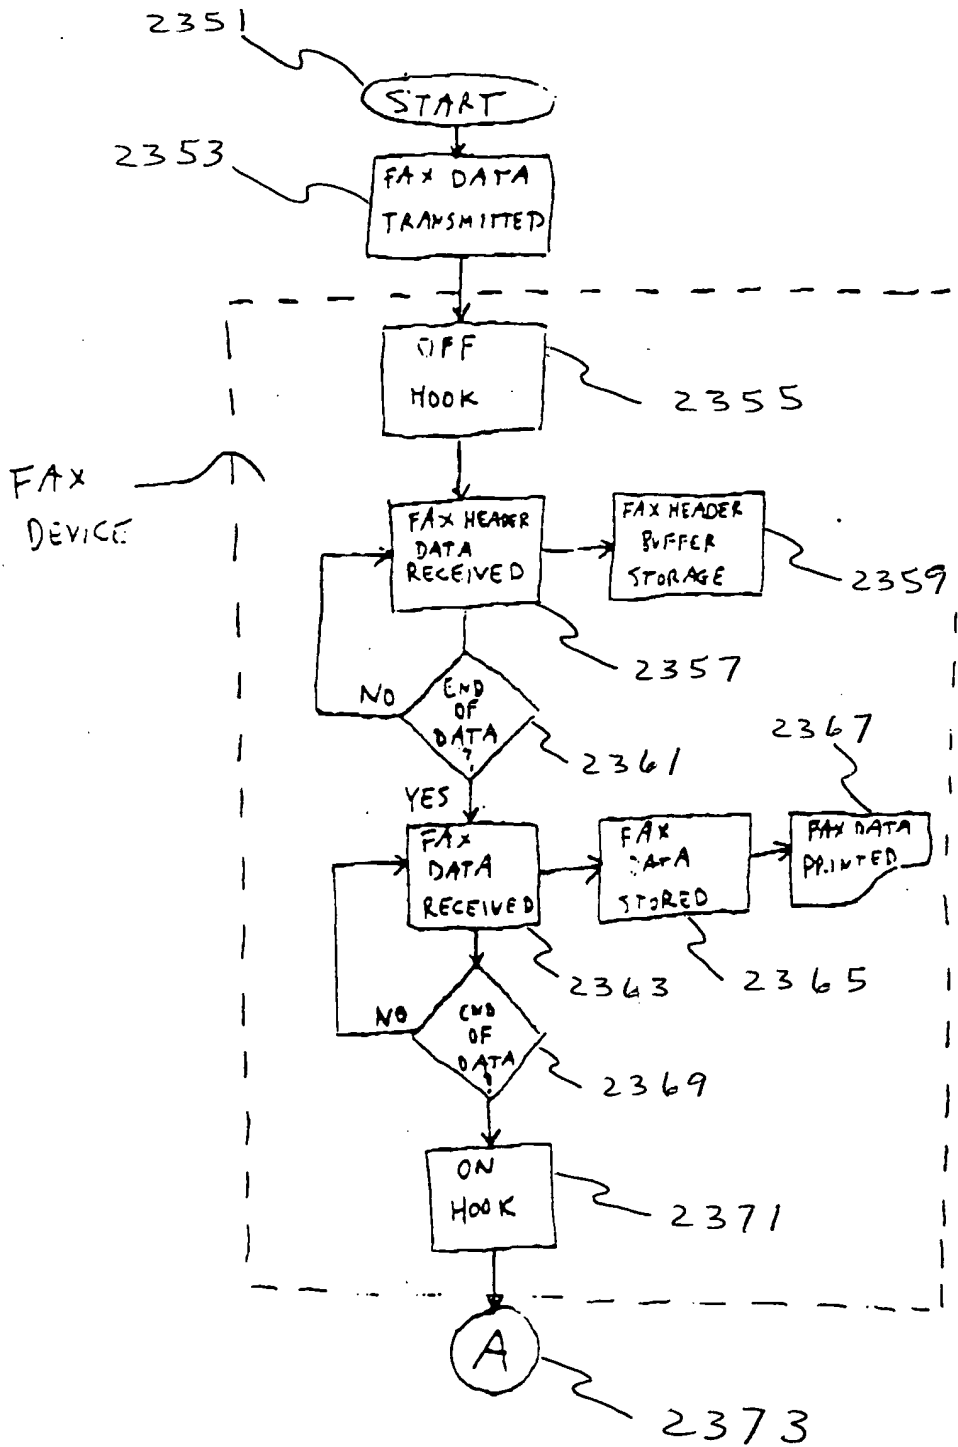 2351
START
2353
FAX DATA
TRANSMITTED
OFF
HOOK
2355
FAX
DEVICE
FAX HEADER
DATA
RECEIVED
FAX HEADER
BUFFER
STORAGE
2359
2357
NO
END
OF
DATA
?
2361
2367
YES
FAX
DATA
RECEIVED
FAX
DATA
STORED
FAX DATA
PRINTED
2363
2365
NO
END
OF
DATA
?
2369
ON
HOOK
2371
A
2373